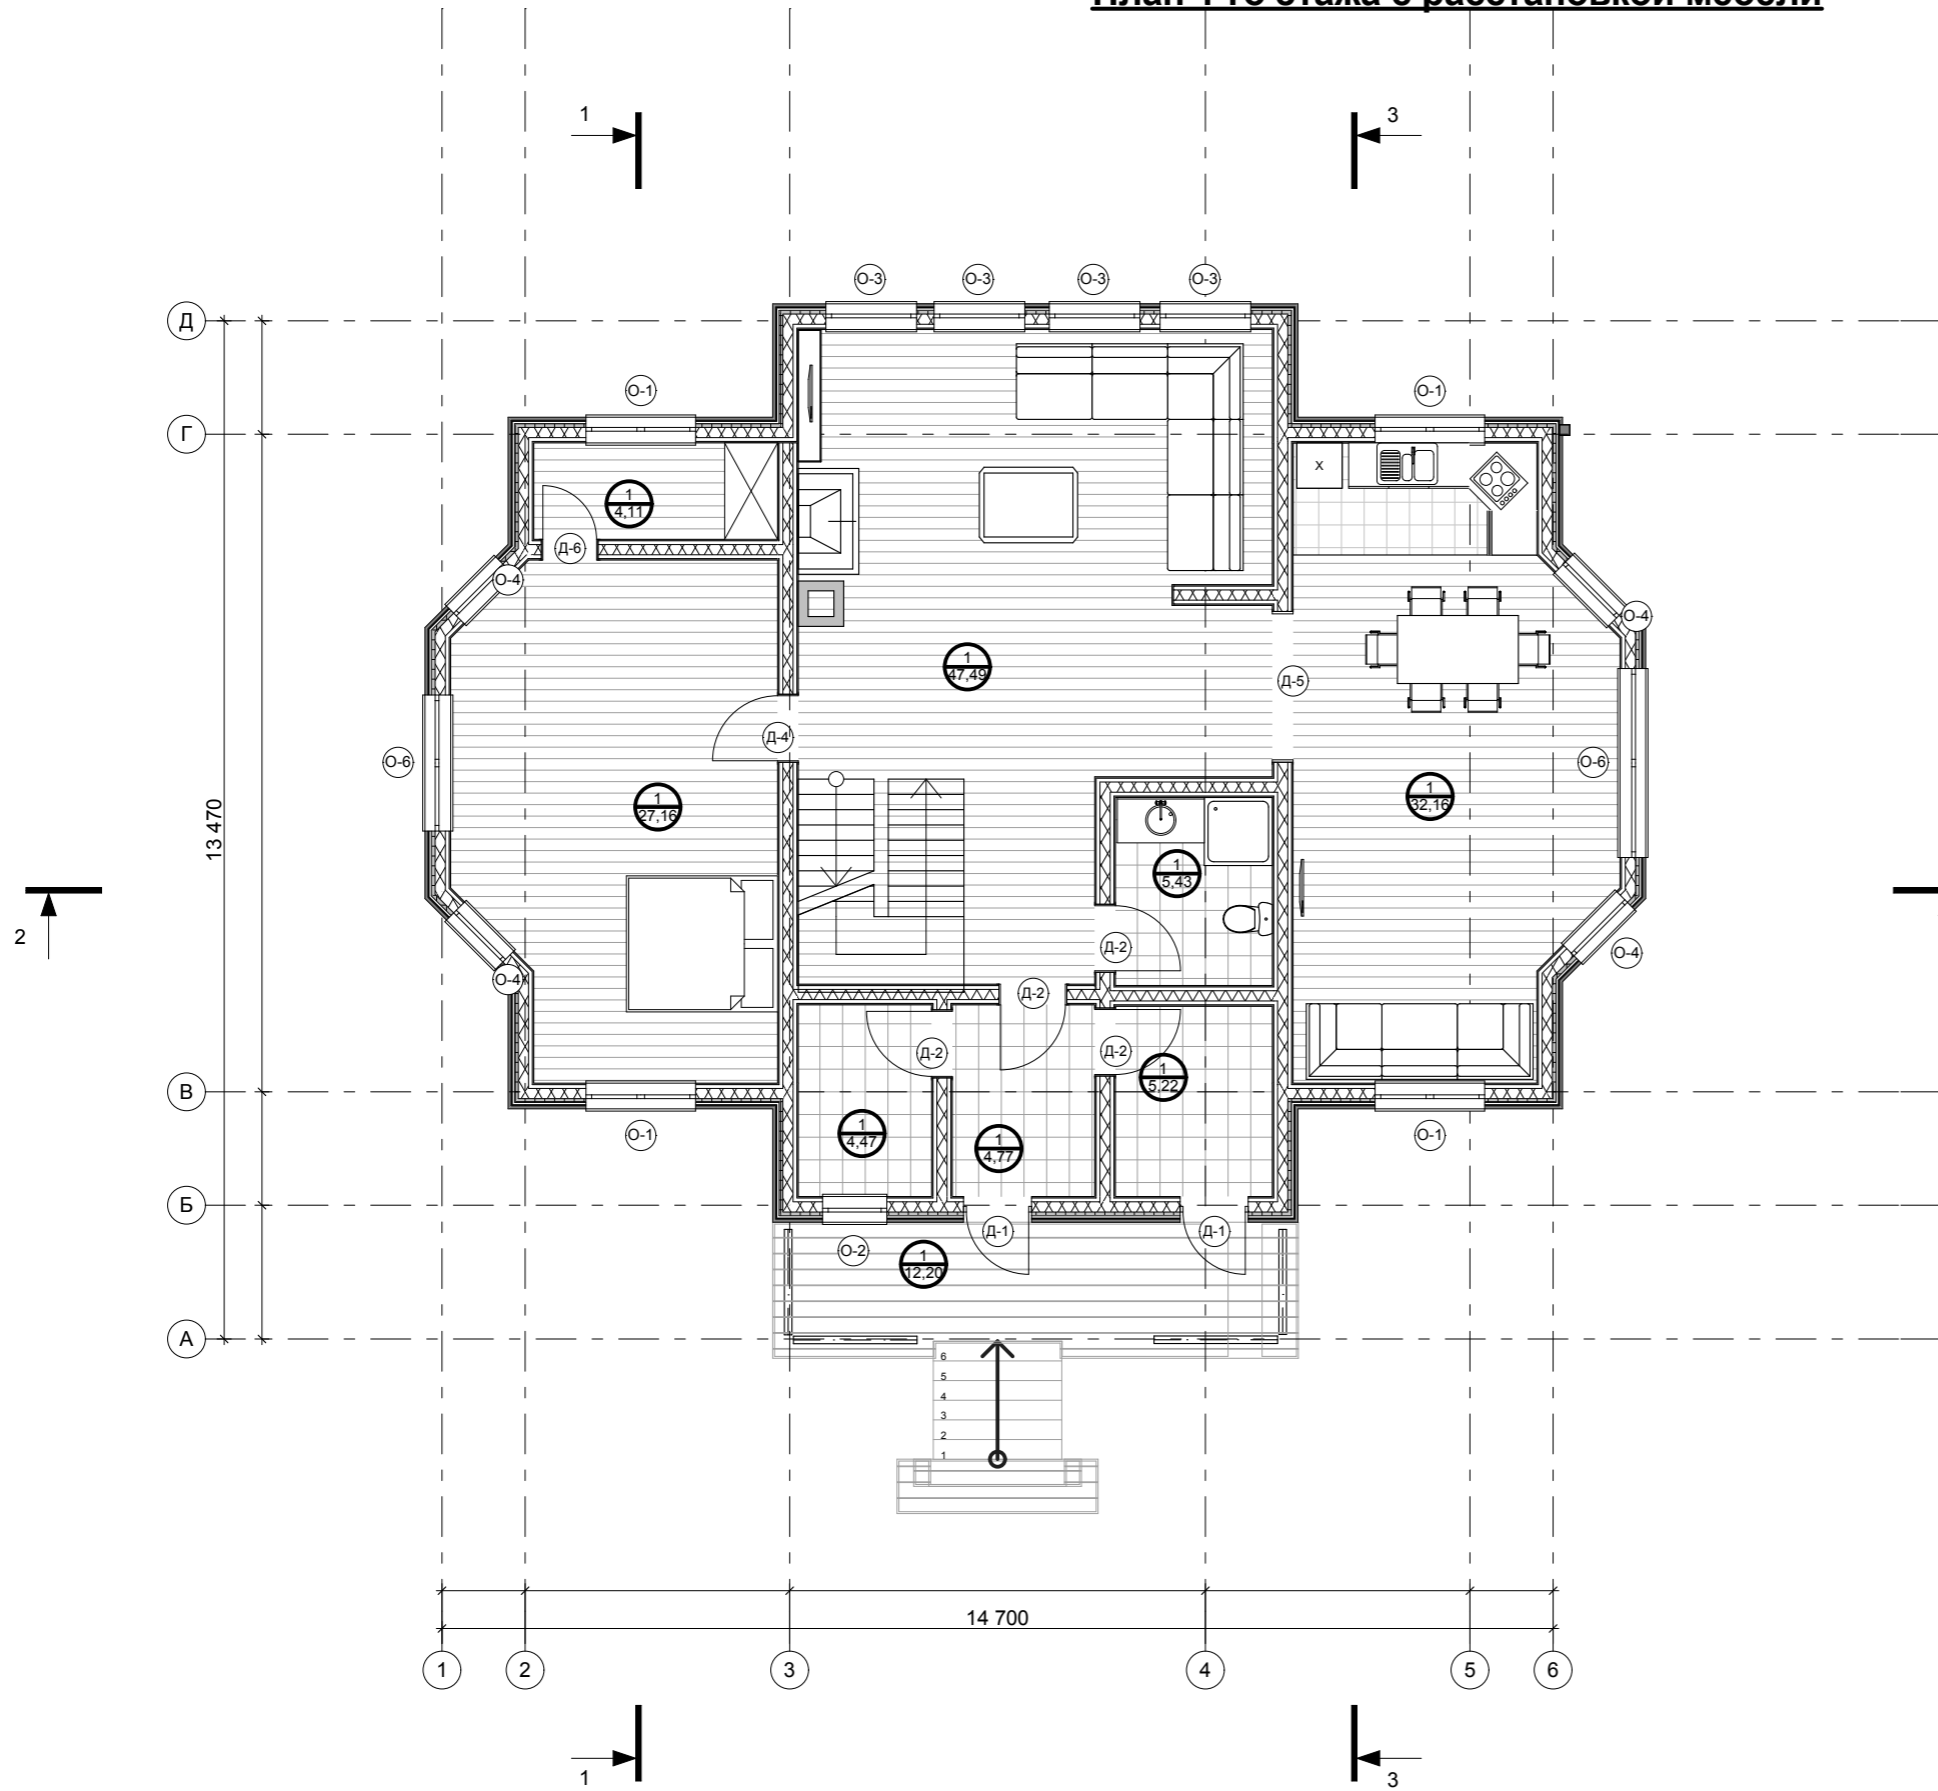 План 1-го этажа с расстановкой мебели
1
3
О-3
О-3
О-3
О-3
Д
О-1
О-1
Г
х
1
4,11
Д-6
О-4
О-4
1
47,49
Д-5
Д-4
О-6
О-6
1
27,16
1
32,16
13 470
1
5,43
2
Д-2
О-4
О-4
Д-2
Д-2
Д-2
1
5,22
В
О-1
1
4,47
1
4,77
О-1
Б
Д-1
Д-1
О-2
1
12,20
А
6
5
4
3
2
1
14 700
1
2
3
4
5
6
1
3